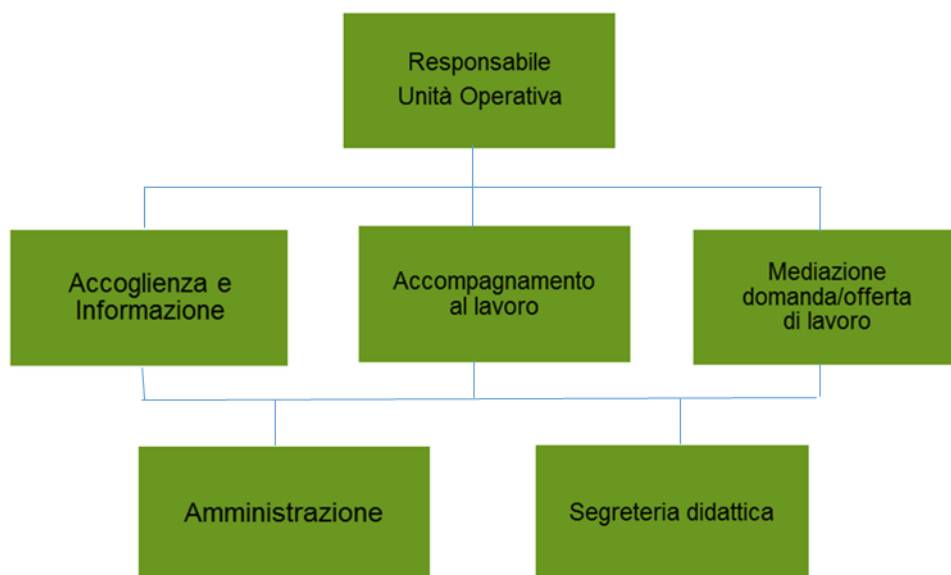 Responsabile
Unità Operativa
Accoglienza e
Informazione
Accompagnamento
al lavoro
Mediazione
domanda/offerta
di lavoro
Amministrazione
Segreteria didattica